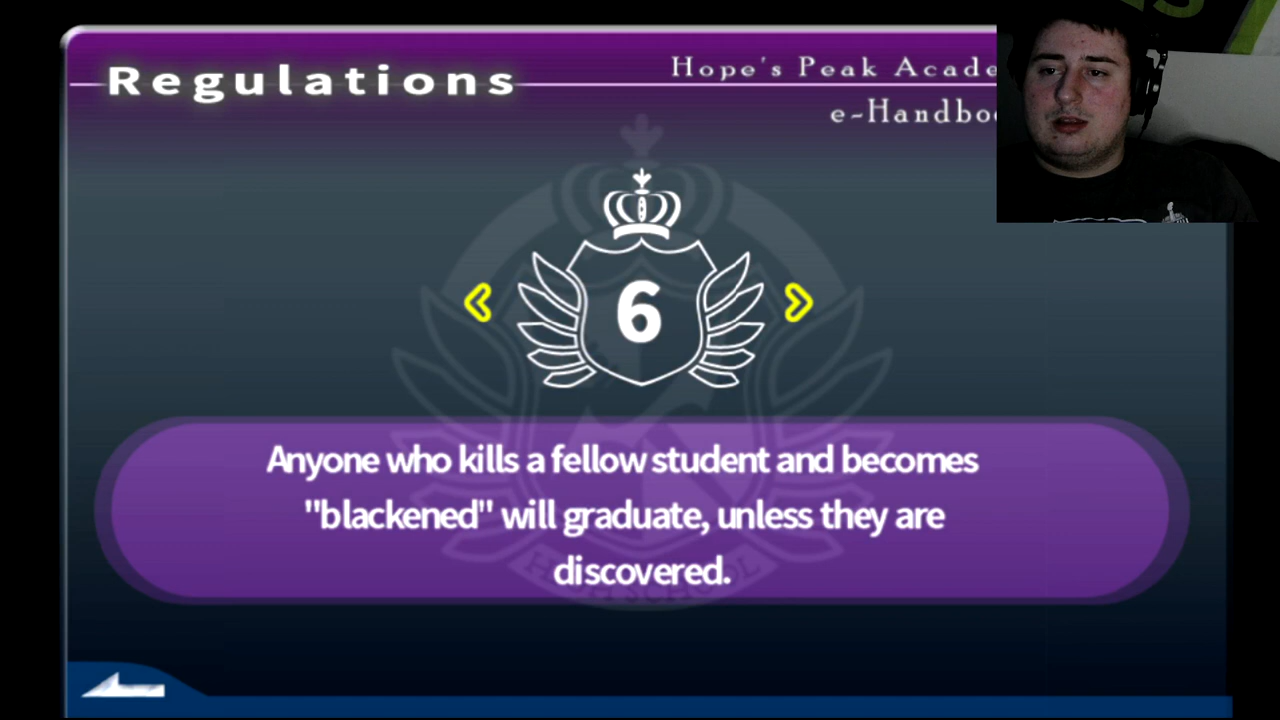 Regulations
Hope's Peak Acade
e-Handboo
6
Anyone who kills a fellow student and becomes
"blackened" will graduate, unless they are
discovered.